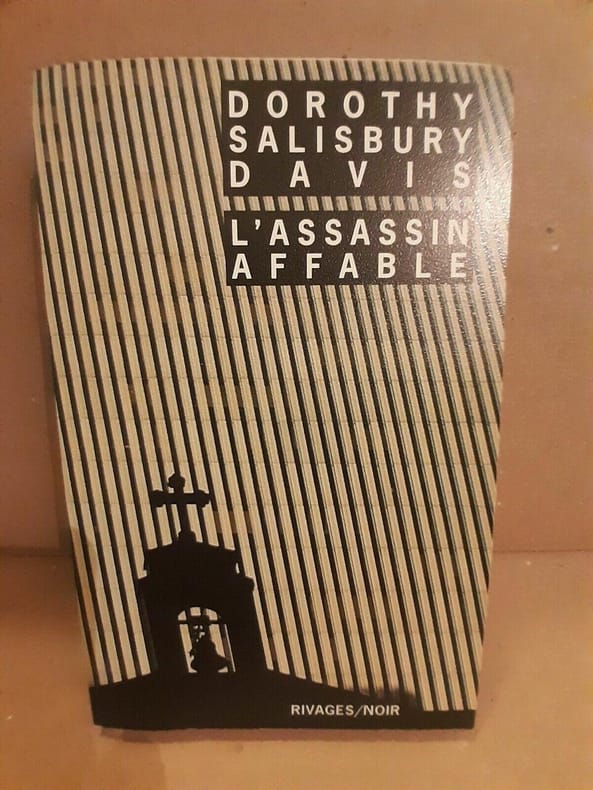 DOROTHY
SALISBURY
DAVIS
L'ASSASSIN
AFFABLE
RIVAGES/NOIR